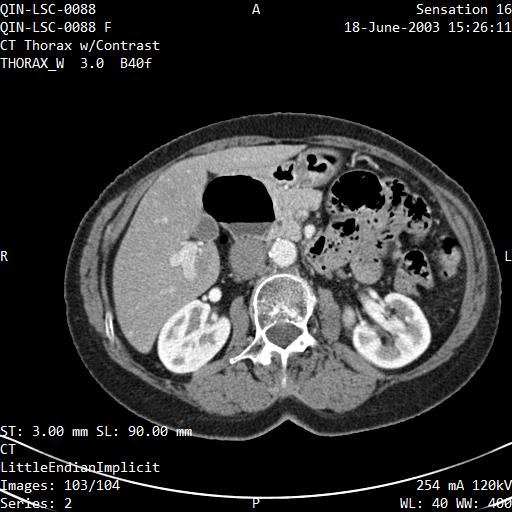 QIN-LSC-0088
QIN-LSC-0088 F
CT Thorax w/Contrast
THORAX_W 3.0 B40f
A
Sensation 16
18-June-2003 15:26:11
R
L
ST: 3.00 mm SL: 90.00 mm
CT
LittleEndianImplicit
Images: 103/104
Series: 2
P
254 mA 120kV
WL: 40 WW: 400